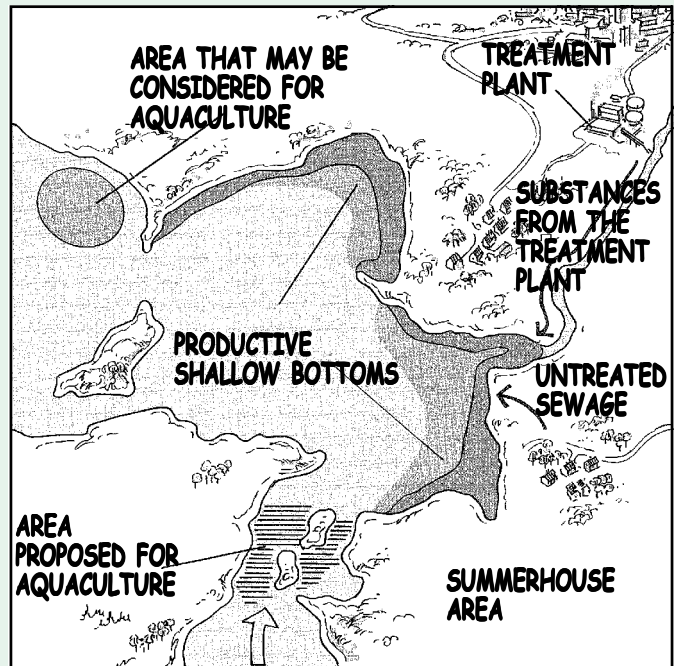 AREA THAT MAY BE
CONSIDERED FOR
AQUACULTURE
TREATMENT
PLANT
SUBSTANCES
FROM THE
TREATMENT
PLANT
PRODUCTIVE
SHALLOW BOTTOMS
UNTREATED
SEWAGE
AREA
PROPOSED FOR
AQUACULTURE
SUMMERHOUSE
AREA